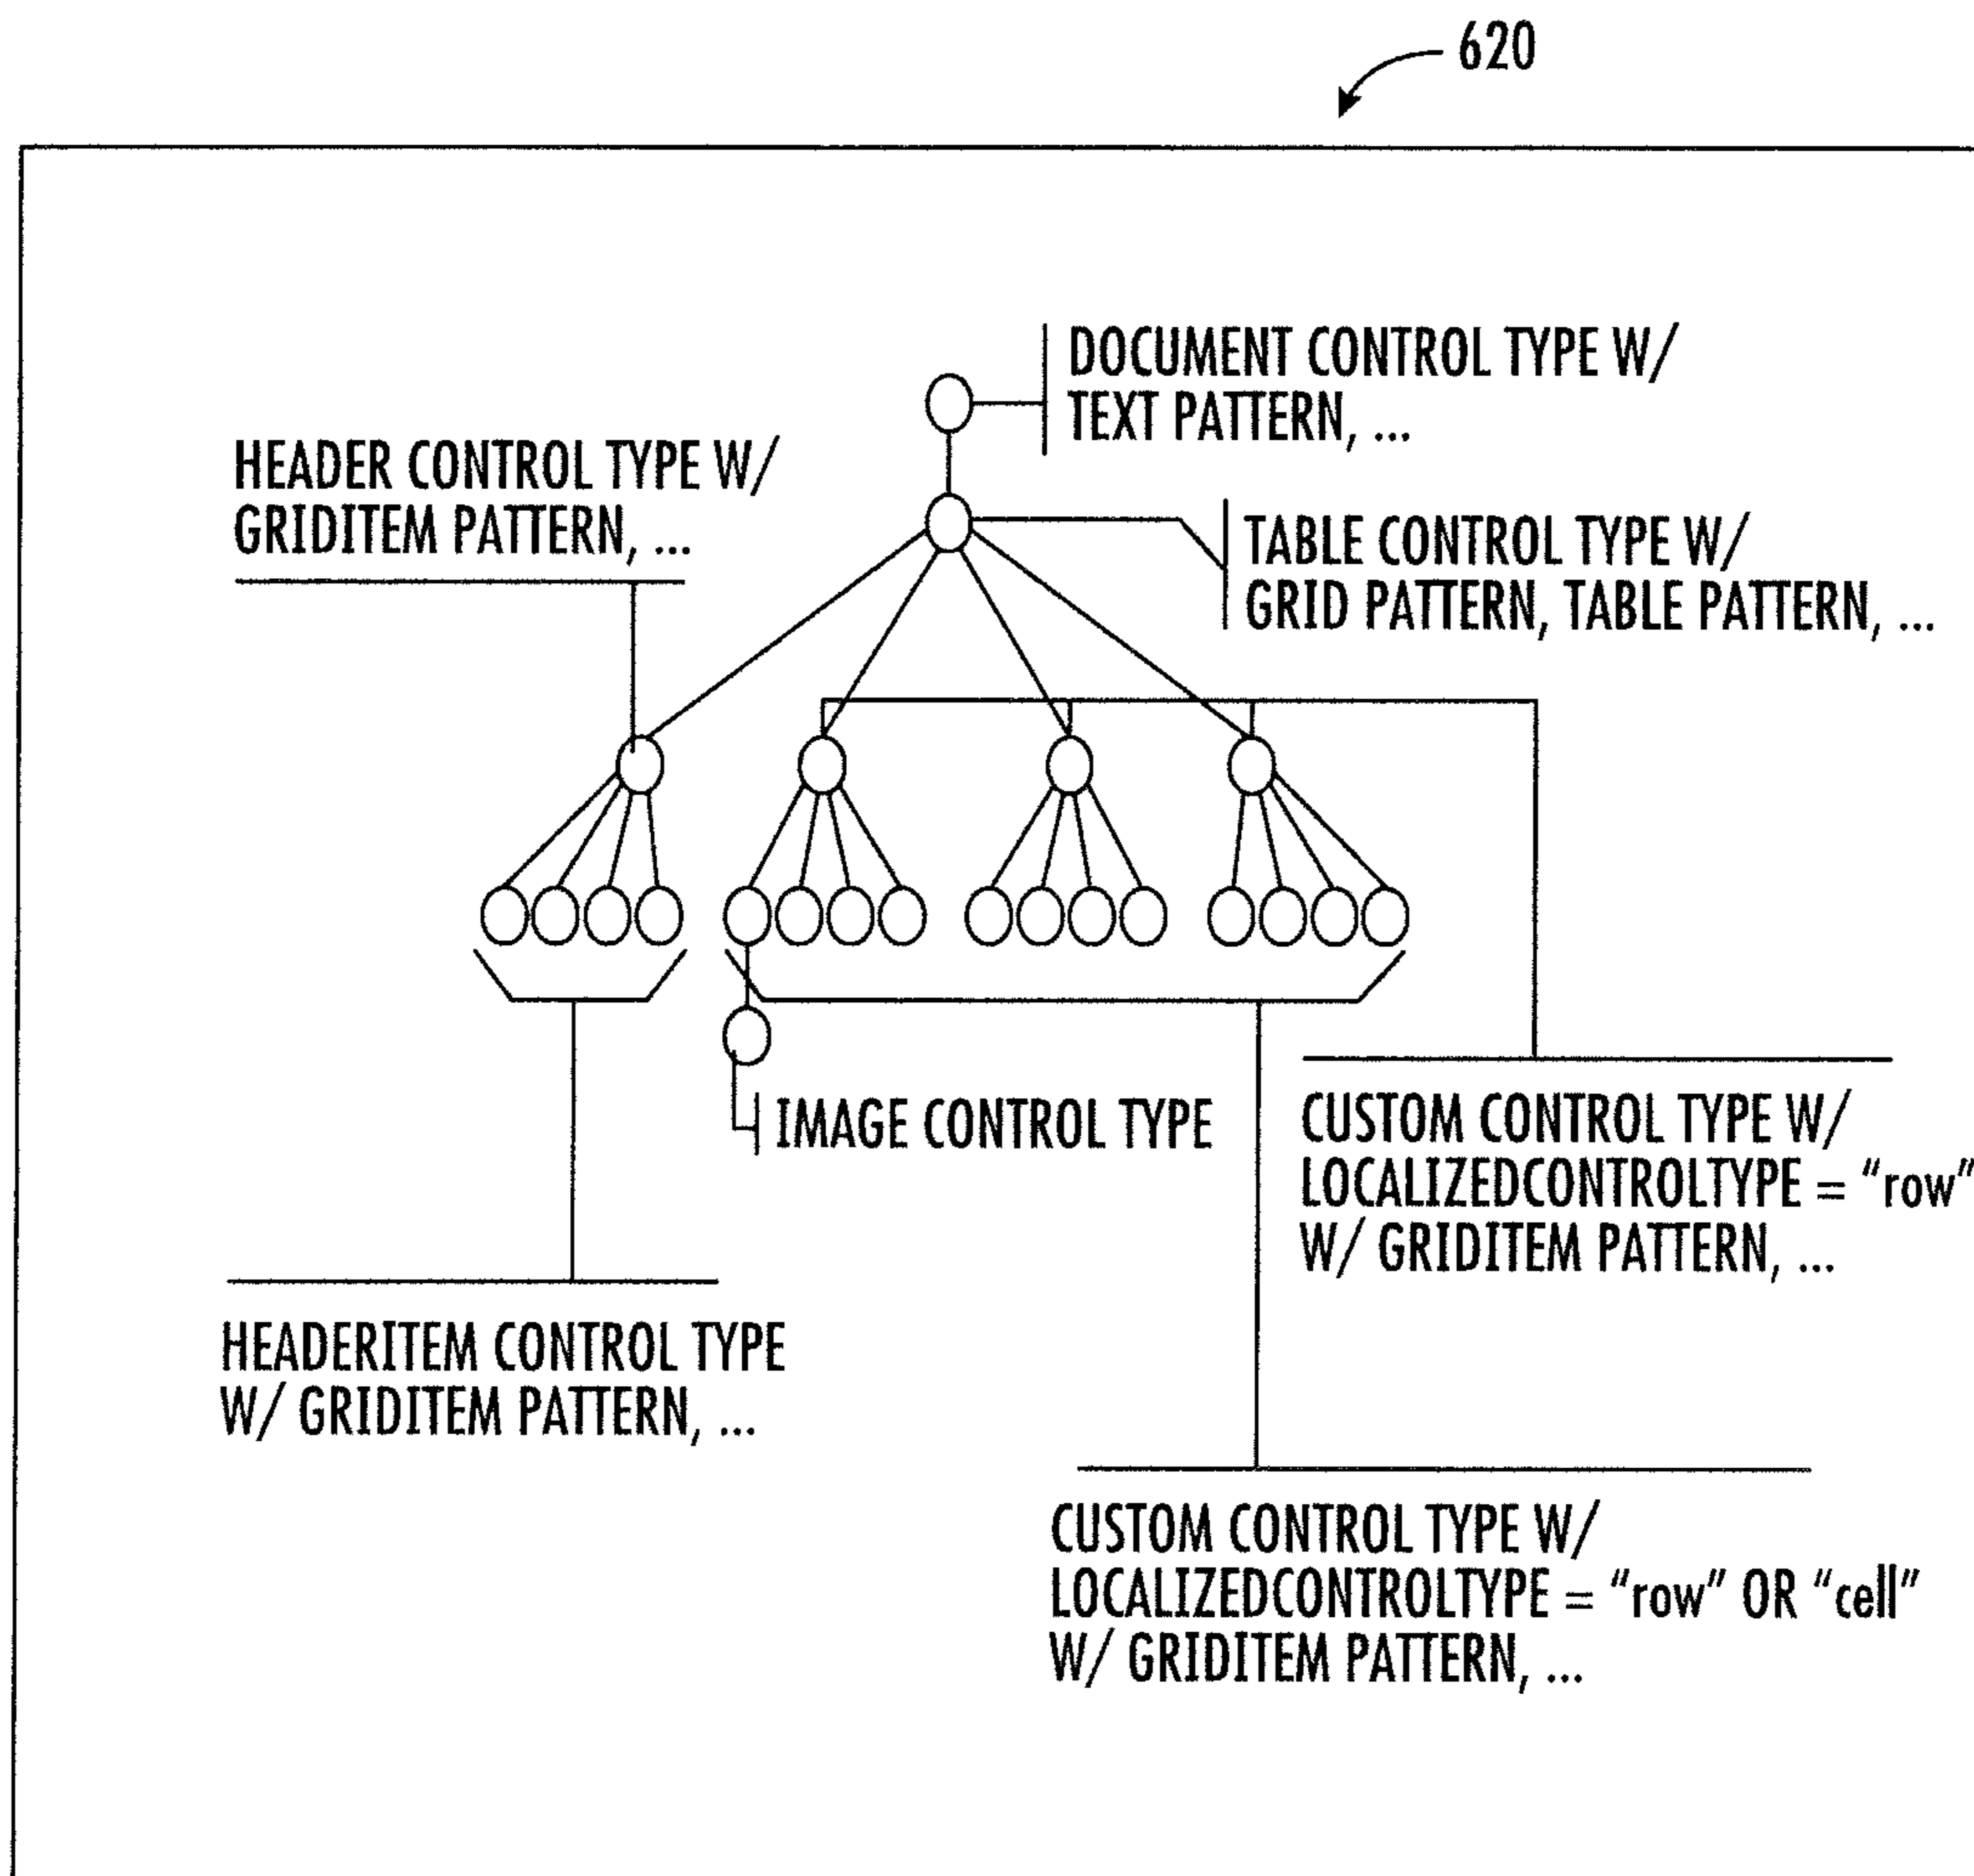 620
DOCUMENT CONTROL TYPE W/
TEXT PATTERN, ...
HEADER CONTROL TYPE W/
GRIDITEM PATTERN, ...
TABLE CONTROL TYPE W/
GRID PATTERN, TABLE PATTERN, ...
IMAGE CONTROL TYPE
CUSTOM CONTROL TYPE W/
LOCALIZEDCONTROLTYPE = “row”
W/ GRIDITEM PATTERN, ...
HEADERITEM CONTROL TYPE
W/ GRIDITEM PATTERN, ...
CUSTOM CONTROL TYPE W/
LOCALIZEDCONTROLTYPE = “row” OR “cell”
W/ GRIDITEM PATTERN, ...